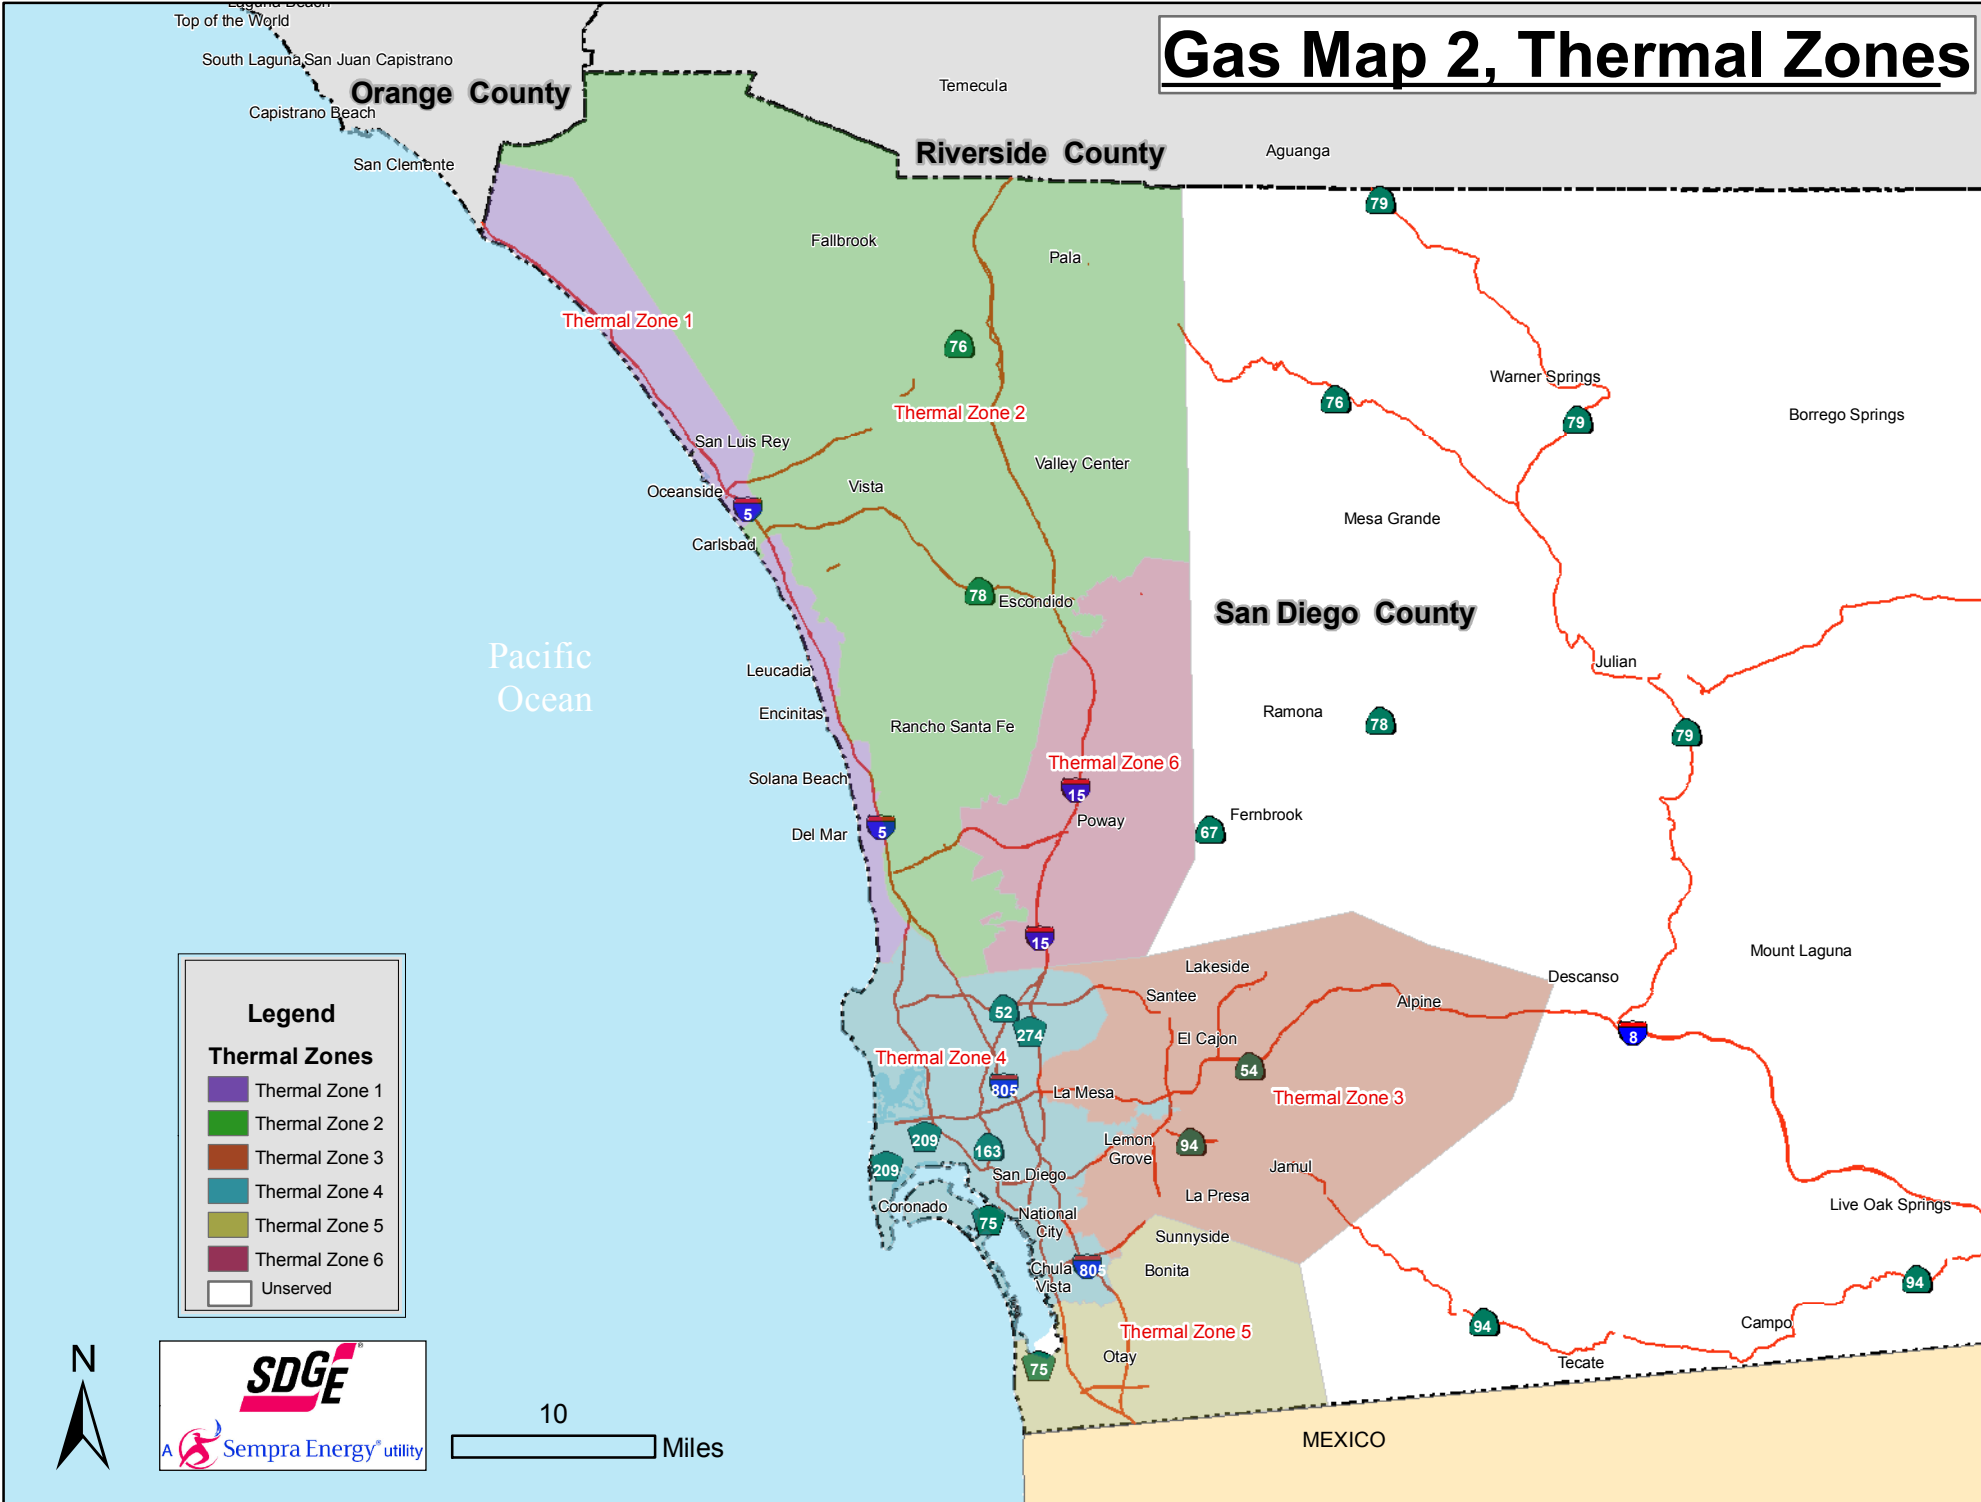 Laguna Beach
Top of the World
Gas Map 2, Thermal Zones
South Laguna
San Juan Capistrano
Orange County
Temecula
Capistrano Beach
Riverside County
Aguanga
San Clemente
79
Fallbrook
Pala
Thermal Zone 1
76
Warner Springs
76
Thermal Zone 2
79
Borrego Springs
San Luis Rey
Valley Center
Oceanside
Vista
5
Mesa Grande
Carlsbad
78
Escondido
San Diego County
Pacific
Ocean
Leucadia
Julian
Encinitas
Rancho Santa Fe
Ramona
78
79
Thermal Zone 6
Solana Beach
15
Del Mar
5
Poway
67
Fernbrook
15
Mount Laguna
Lakeside
Descanso
Santee
Alpine
52
274
El Cajon
8
Thermal Zone 4
54
805
La Mesa
Thermal Zone 3
209
163
Lemon
Grove
94
209
San Diego
Jamul
Coronado
75
National
City
La Presa
Live Oak Springs
Sunnyside
Chula
Vista
805
Bonita
94
Thermal Zone 5
94
Campo
75
Otay
Tecate
MEXICO
Legend
Thermal Zones
Thermal Zone 1
Thermal Zone 2
Thermal Zone 3
Thermal Zone 4
Thermal Zone 5
Thermal Zone 6
Unserved
N
SDGE®
A Sempra Energy® utility
10
Miles